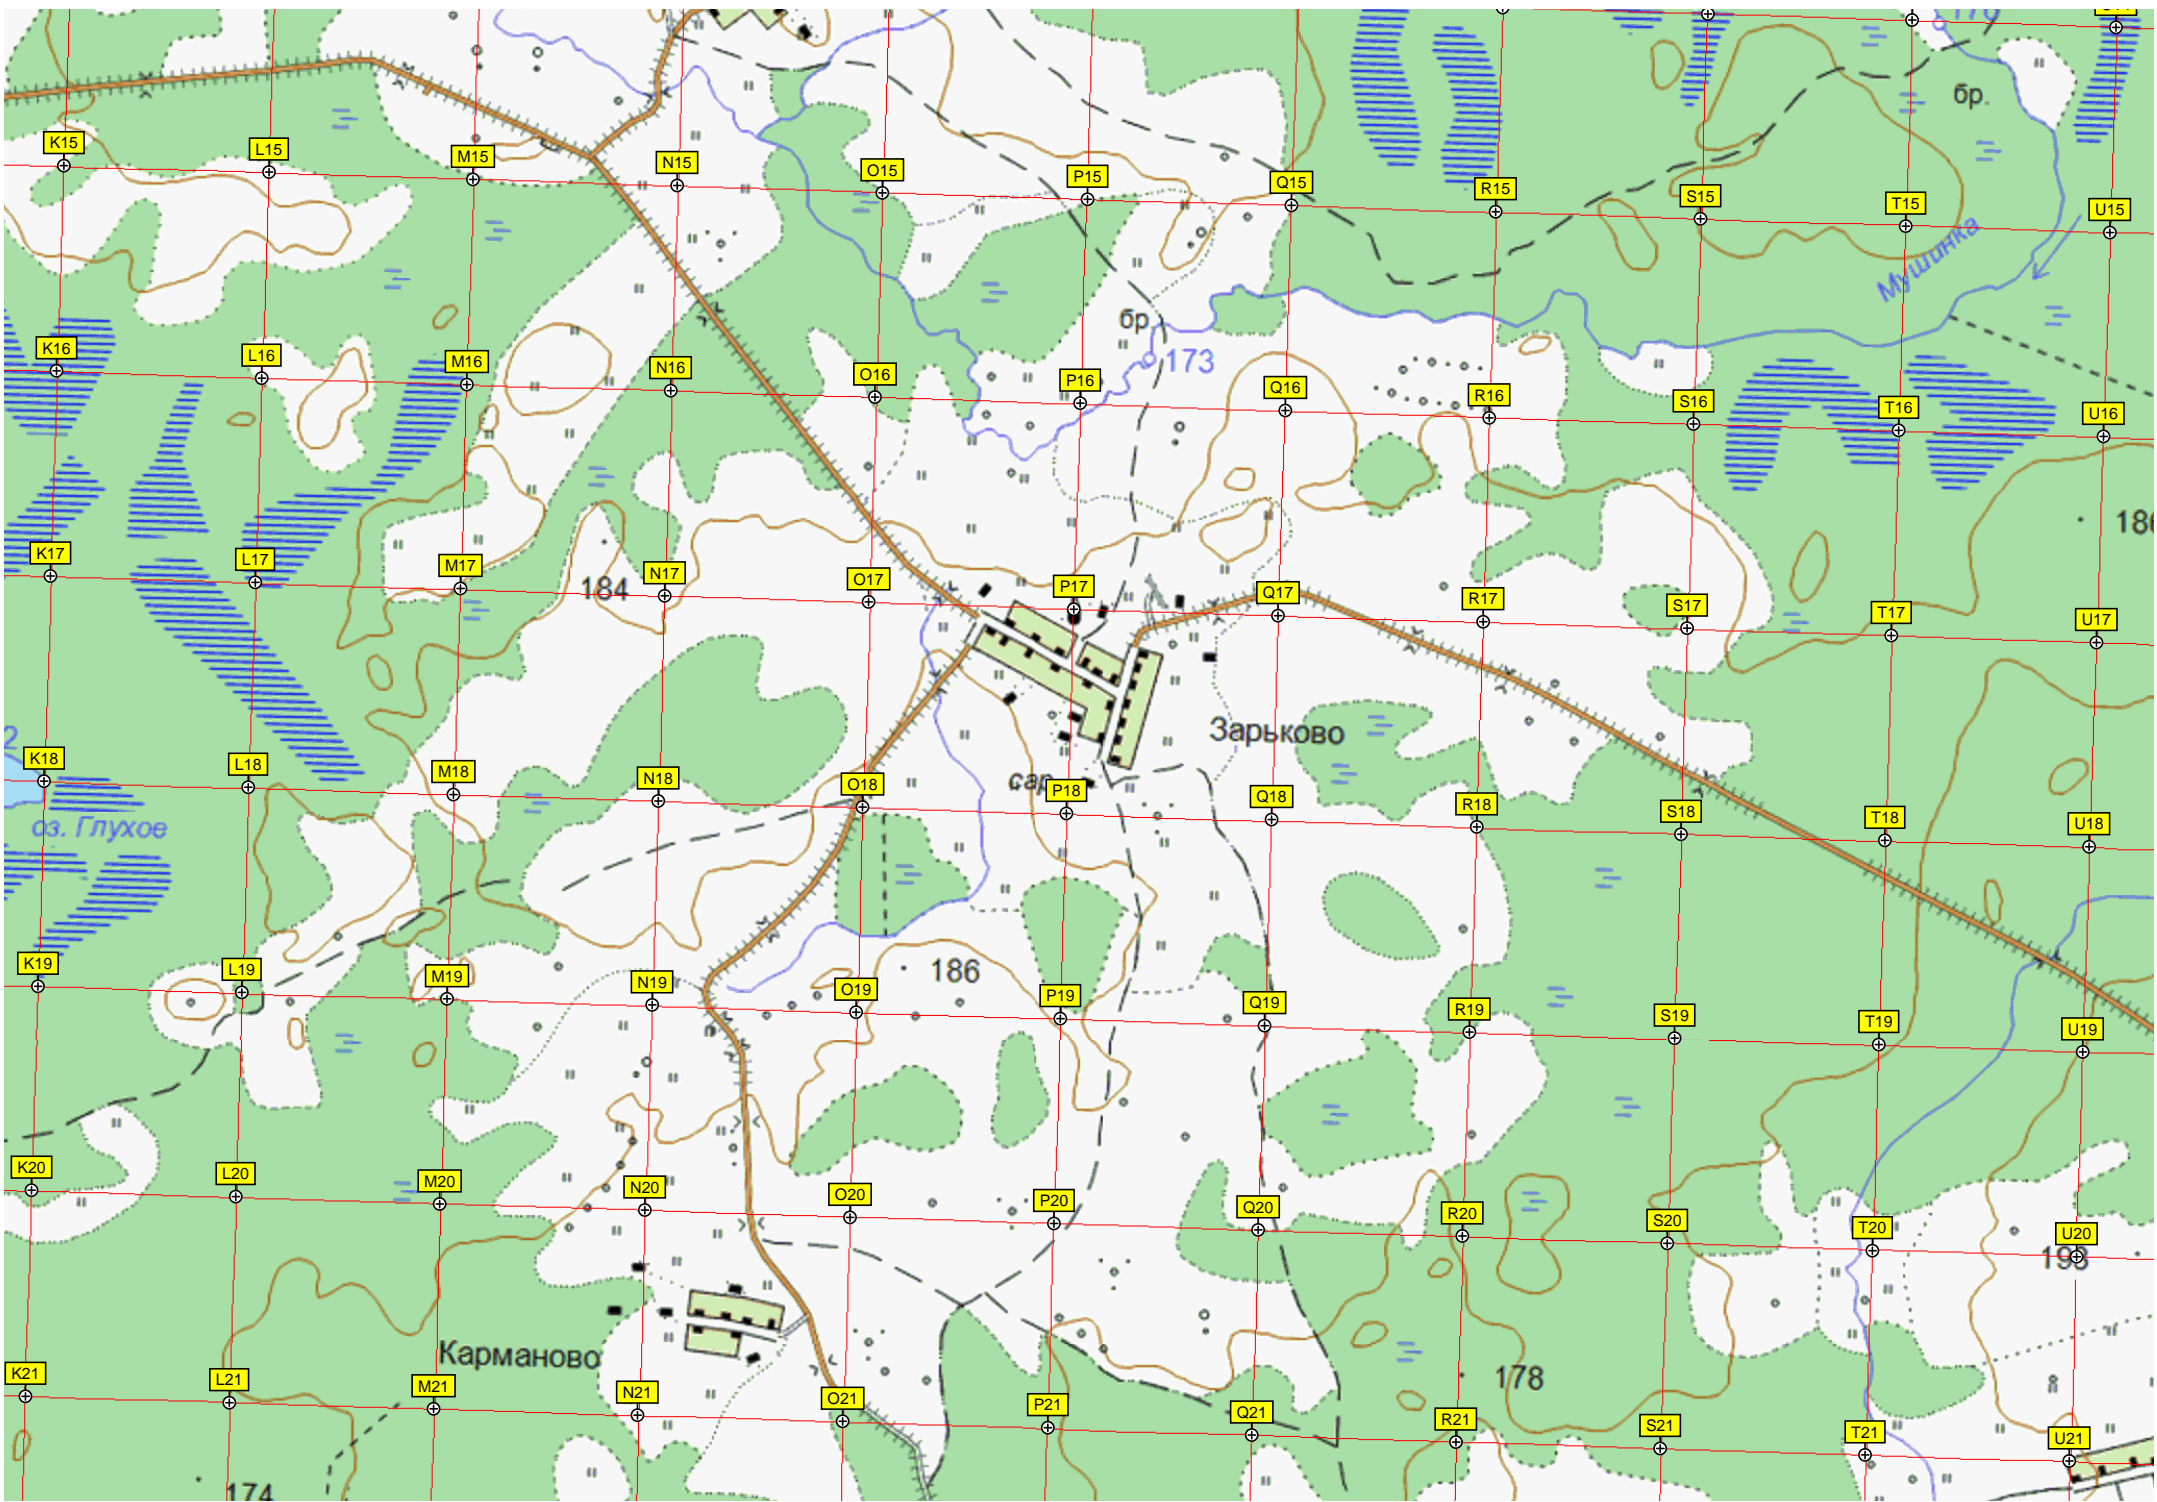 бр.
K15 L15 M15 N15 O15 P15 Q15 R15 S15 T15 U15
Мушинка
бр.
173
K16 L16 M16 N16 O16 P16 Q16 R16 S16 T16 U16
186
K17 L17 M17 N17 O17 P17 Q17 R17 S17 T17 U17
184
Зарьково
2
K18 L18 M18 N18 O18 P18 Q18 R18 S18 T18 U18
сар.
оз. Глухое
186
K19 L19 M19 N19 O19 P19 Q19 R19 S19 T19 U19
K20 L20 M20 N20 O20 P20 Q20 R20 S20 T20 U20
193
Карманово
178
K21 L21 M21 N21 O21 P21 Q21 R21 S21 T21 U21
174